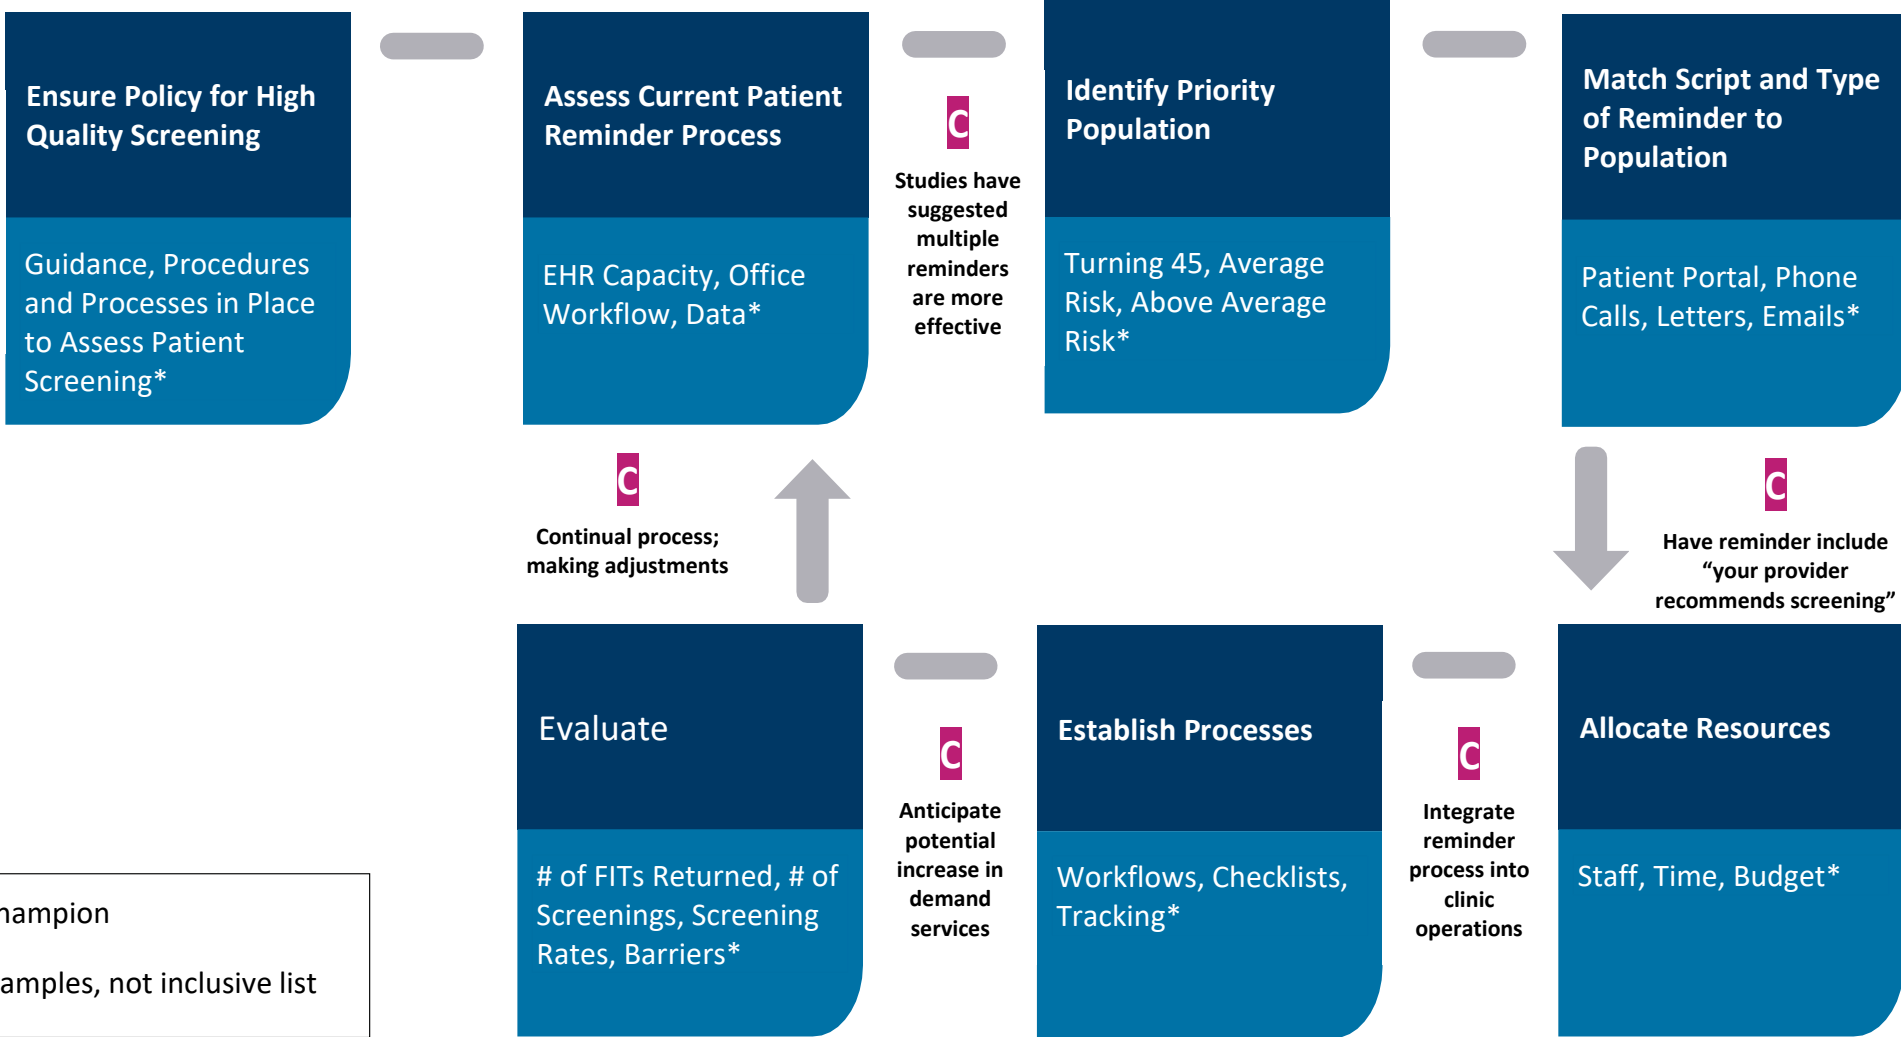 Ensure Policy for High
Quality Screening
Guidance, Procedures
and Processes in Place
to Assess Patient
Screening*
Assess Current Patient
Reminder Process
EHR Capacity, Office
Workflow, Data*
C
Studies have
suggested
multiple
reminders
are more
effective
Identify Priority
Population
Turning 45, Average
Risk, Above Average
Risk*
Match Script and Type
of Reminder to
Population
Patient Portal, Phone
Calls, Letters, Emails*
C
Have reminder include
“your provider
recommends screening”
Allocate Resources
Staff, Time, Budget*
C
Integrate
reminder
process into
clinic
operations
Establish Processes
Workflows, Checklists,
Tracking*
C
Anticipate
potential
increase in
demand
services
Evaluate
# of FITs Returned, # of
Screenings, Screening
Rates, Barriers*
C
Continual process;
making adjustments
hampion
amples, not inclusive list